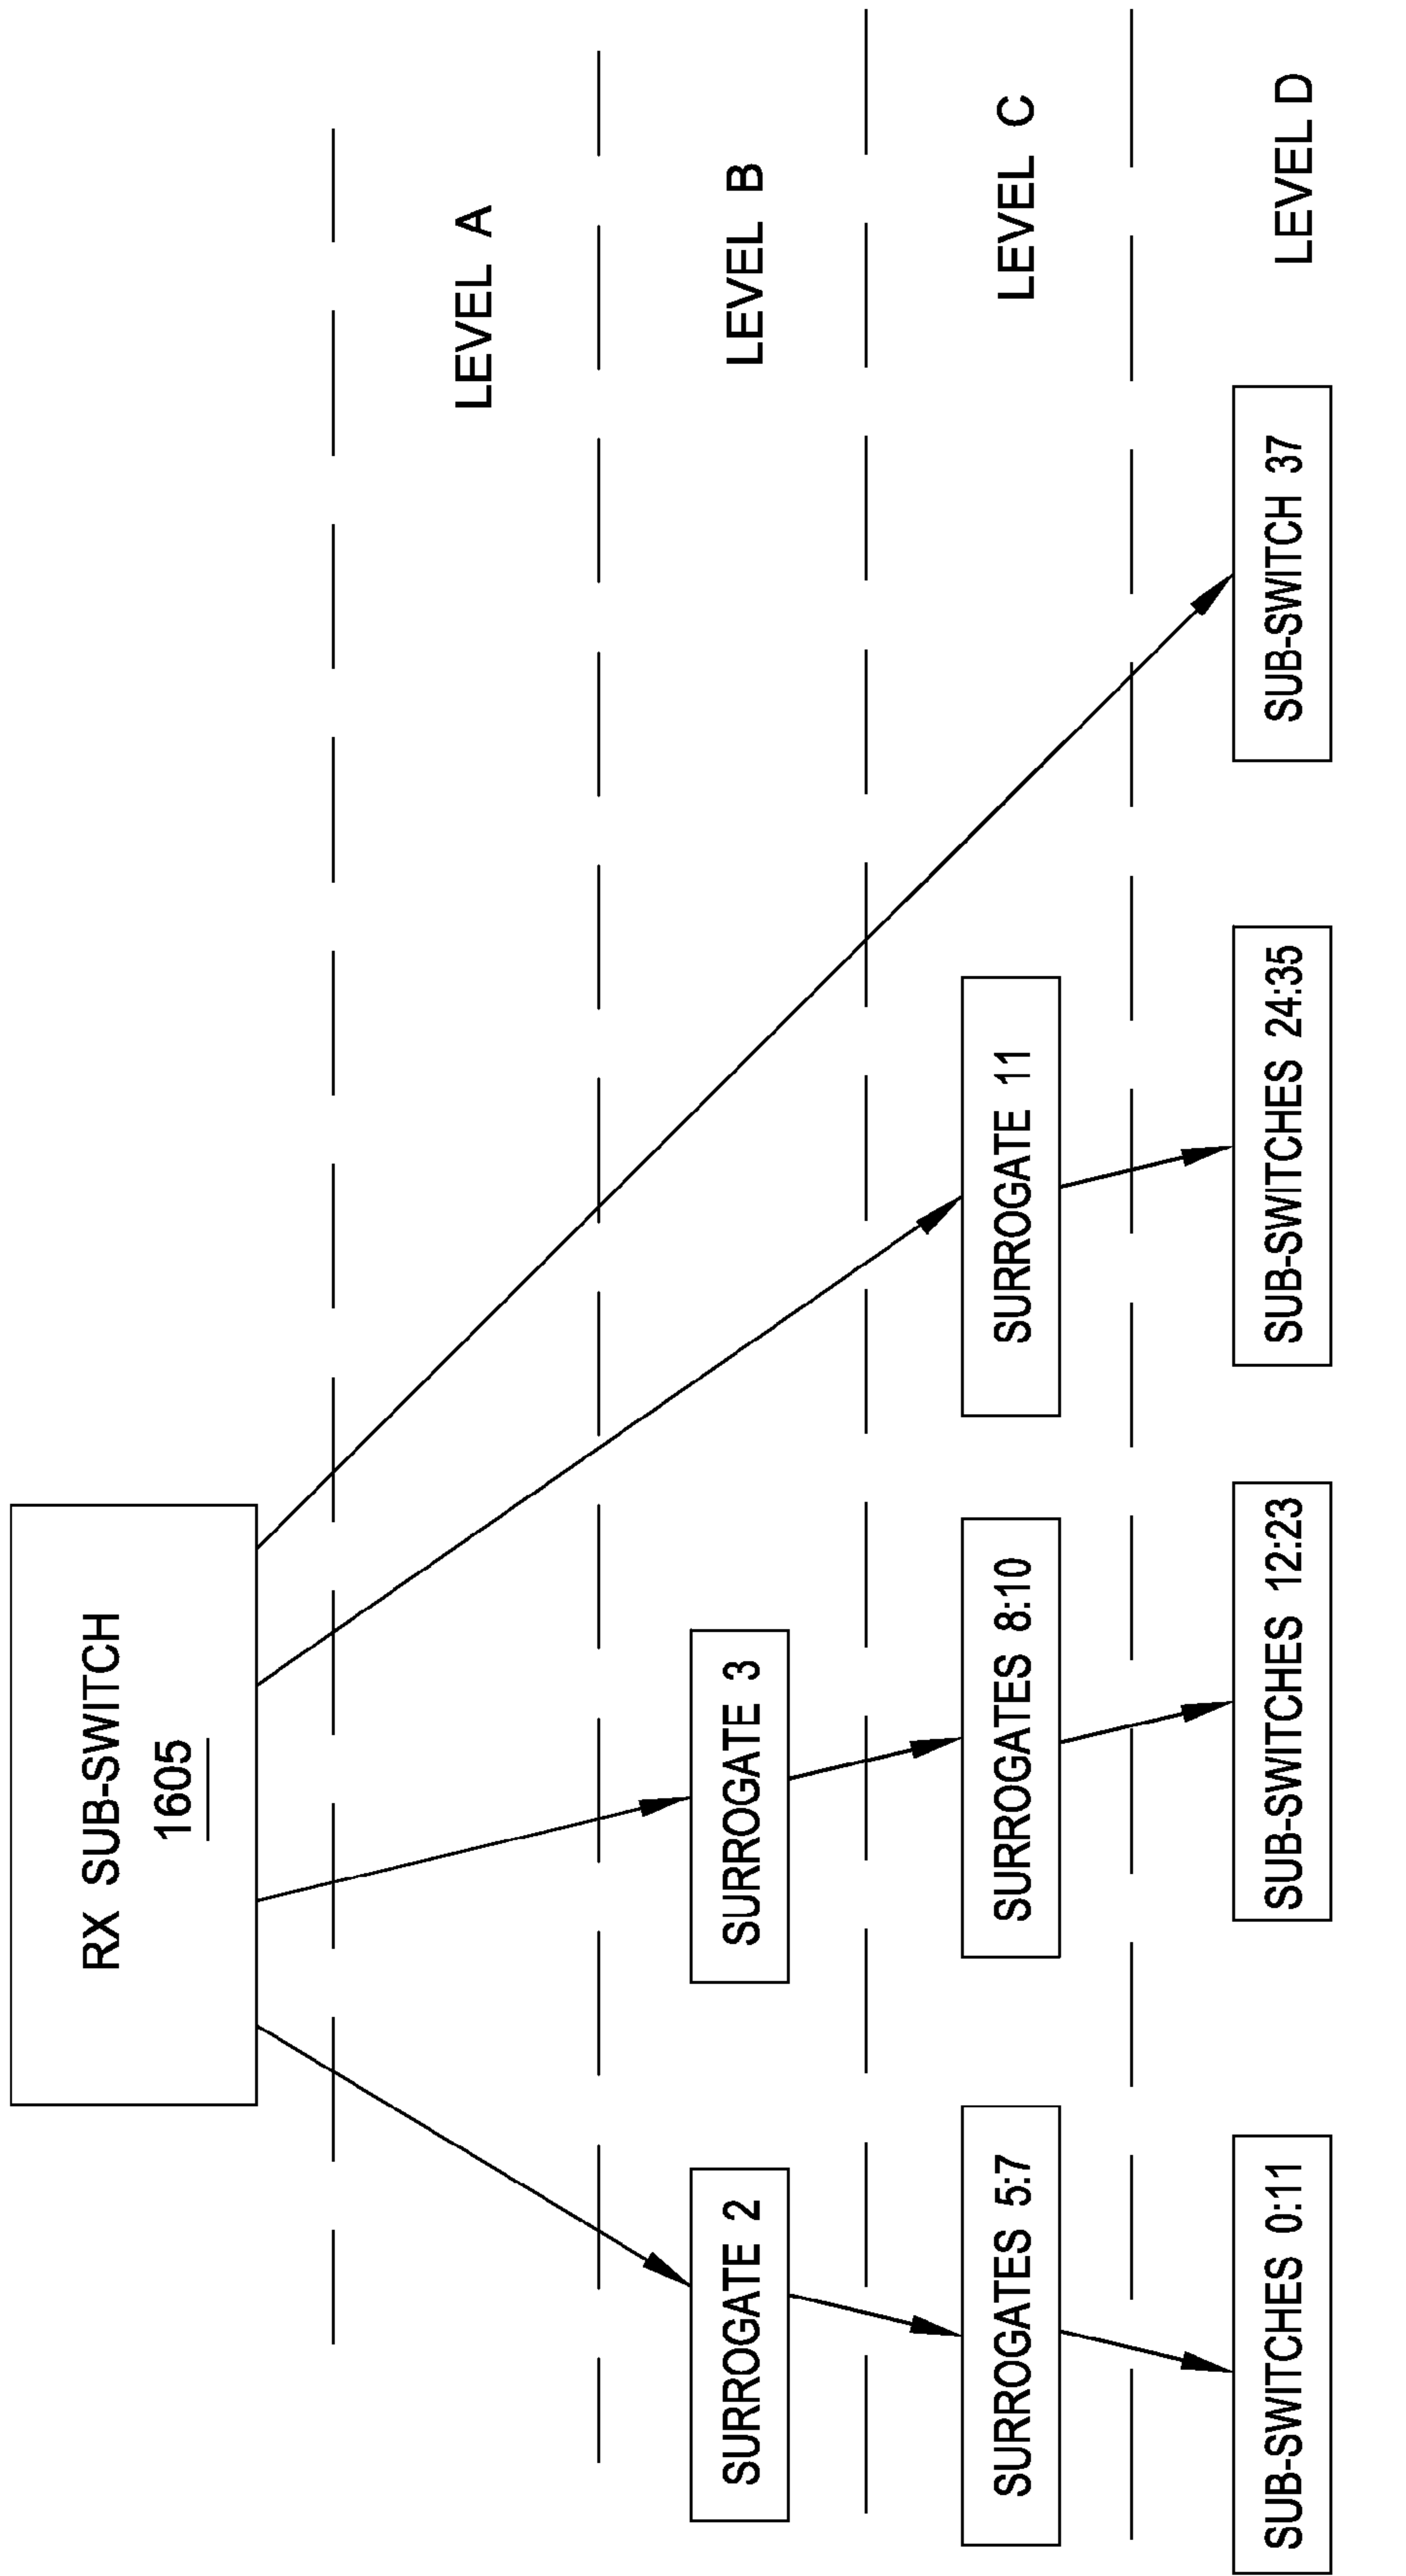 RX SUB-SWITCH
1605
LEVEL A
SURROGATE 2
SURROGATE 3
LEVEL B
SURROGATES 5:7
SURROGATES 8:10
SURROGATE 11
LEVEL C
SUB-SWITCHES 0:11
SUB-SWITCHES 12:23
SUB-SWITCHES 24:35
SUB-SWITCH 37
LEVEL D